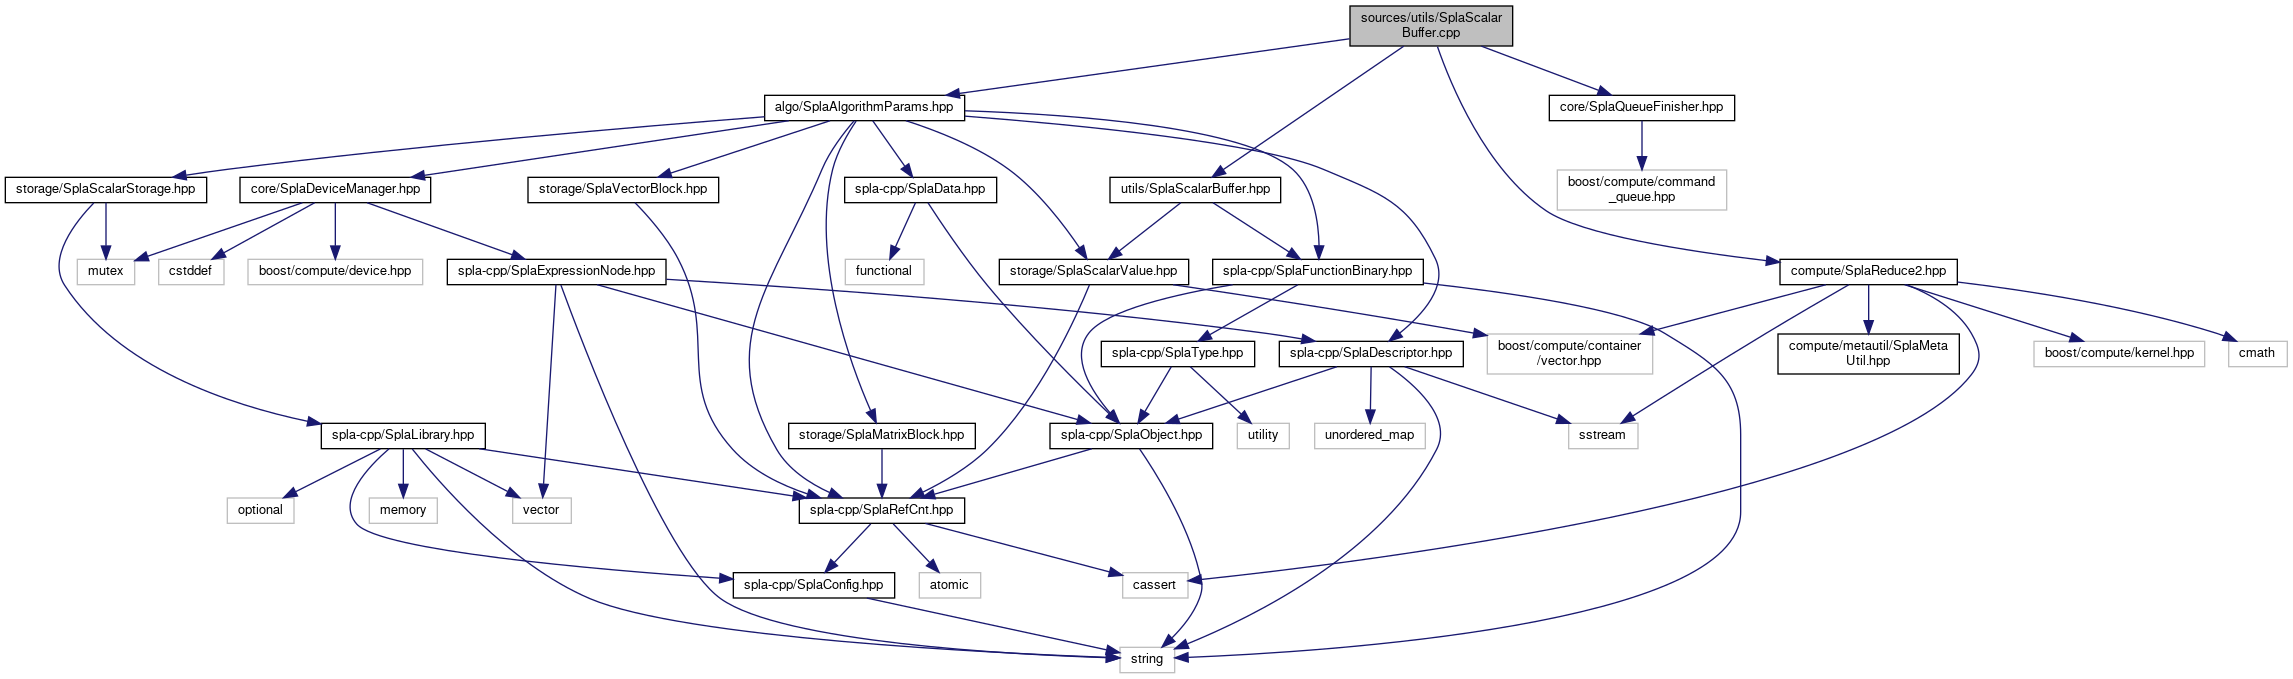 sources/utils/SplaScalar
Buffer.cpp
algo/SplaAlgorithmParams.hpp
core/SplaQueueFinisher.hpp
storage/SplaScalarStorage.hpp
core/SplaDeviceManager.hpp
storage/SplaVectorBlock.hpp
spla-cpp/SplaData.hpp
utils/SplaScalarBuffer.hpp
boost/compute/command
_queue.hpp
mutex
cstddef
boost/compute/device.hpp
spla-cpp/SplaExpressionNode.hpp
functional
storage/SplaScalarValue.hpp
spla-cpp/SplaFunctionBinary.hpp
compute/SplaReduce2.hpp
spla-cpp/SplaType.hpp
spla-cpp/SplaDescriptor.hpp
boost/compute/container
/vector.hpp
compute/metautil/SplaMeta
Util.hpp
boost/compute/kernel.hpp
cmath
spla-cpp/SplaLibrary.hpp
storage/SplaMatrixBlock.hpp
spla-cpp/SplaObject.hpp
utility
unordered_map
sstream
optional
memory
vector
spla-cpp/SplaRefCnt.hpp
spla-cpp/SplaConfig.hpp
atomic
cassert
string